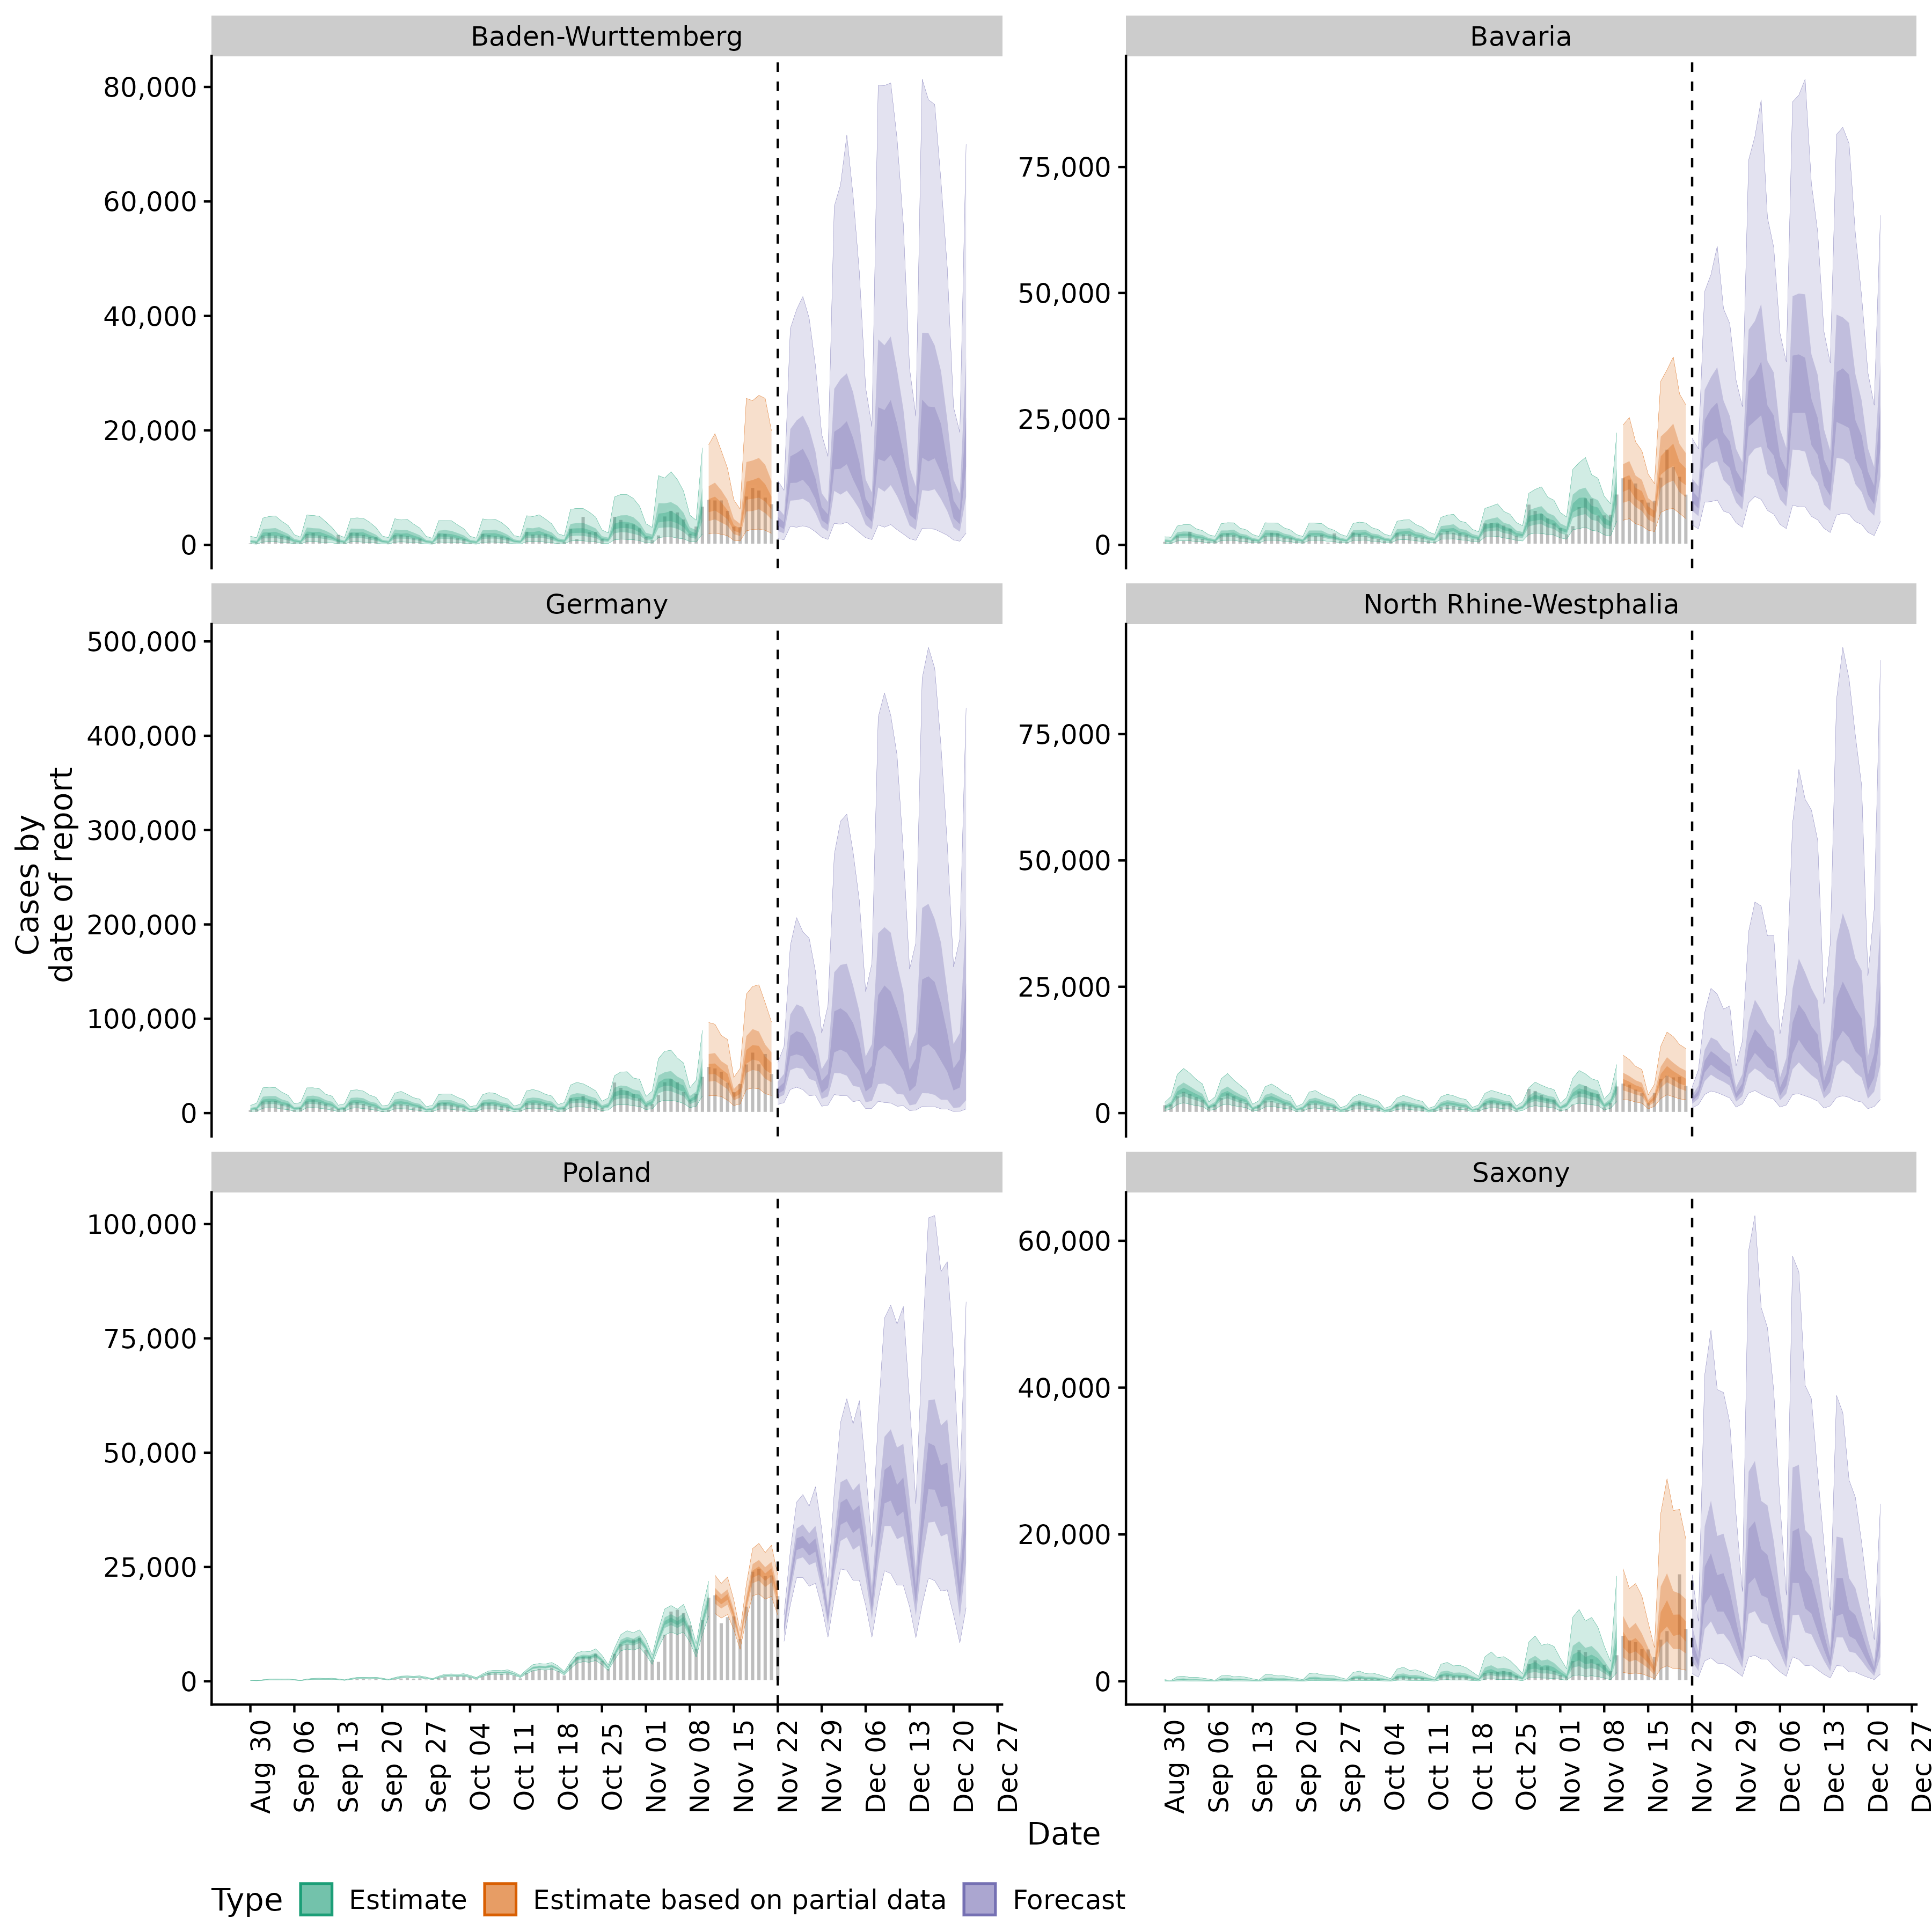 Baden-Wurttemberg
Bavaria
80,000
60,000
40,000
20,000
0
75,000
50,000
25,000
0
Germany
North Rhine-Westphalia
500,000
400,000
300,000
200,000
100,000
0
75,000
50,000
25,000
0
Cases by
date of report
Poland
Saxony
100,000
75,000
50,000
25,000
0
60,000
40,000
20,000
0
Aug 30
Sep 06
Sep 13
Sep 20
Sep 27
Oct 04
Oct 11
Oct 18
Oct 25
Nov 01
Nov 08
Nov 15
Nov 22
Nov 29
Dec 06
Dec 13
Dec 20
Dec 27
Aug 30
Sep 06
Sep 13
Sep 20
Sep 27
Oct 04
Oct 11
Oct 18
Oct 25
Nov 01
Nov 08
Nov 15
Nov 22
Nov 29
Dec 06
Dec 13
Dec 20
Dec 27
Date
Type Estimate Estimate based on partial data Forecast